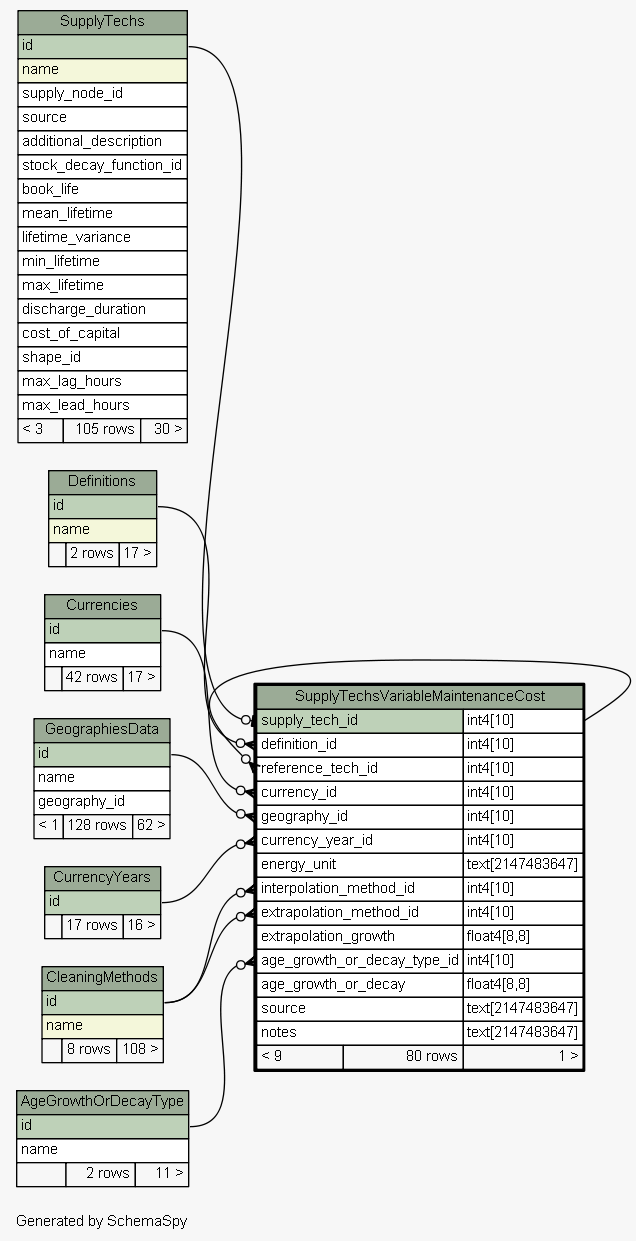 SupplyTechs
id
name
supply_node_id
source
additional_description
stock_decay_function_id
book_life
mean_lifetime
lifetime_variance
min_lifetime
max_lifetime
discharge_duration
cost_of_capital
shape_id
max_lag_hours
max_lead_hours
< 3 105 rows 30 >
Definitions
id
name
2 rows 17 >
Currencies
id
name
42 rows 17 >
GeographiesData
id
name
geography_id
< 1 128 rows 62 >
CurrencyYears
id
17 rows 16 >
CleaningMethods
id
name
8 rows 108 >
AgeGrowthOrDecayType
id
name
2 rows 11 >
SupplyTechsVariableMaintenanceCost
supply_tech_id int4[10]
definition_id int4[10]
reference_tech_id int4[10]
currency_id int4[10]
geography_id int4[10]
currency_year_id int4[10]
energy_unit text[2147483647]
interpolation_method_id int4[10]
extrapolation_method_id int4[10]
extrapolation_growth float4[8,8]
age_growth_or_decay_type_id int4[10]
age_growth_or_decay float4[8,8]
source text[2147483647]
notes text[2147483647]
< 9 80 rows 1 >
Generated by SchemaSpy